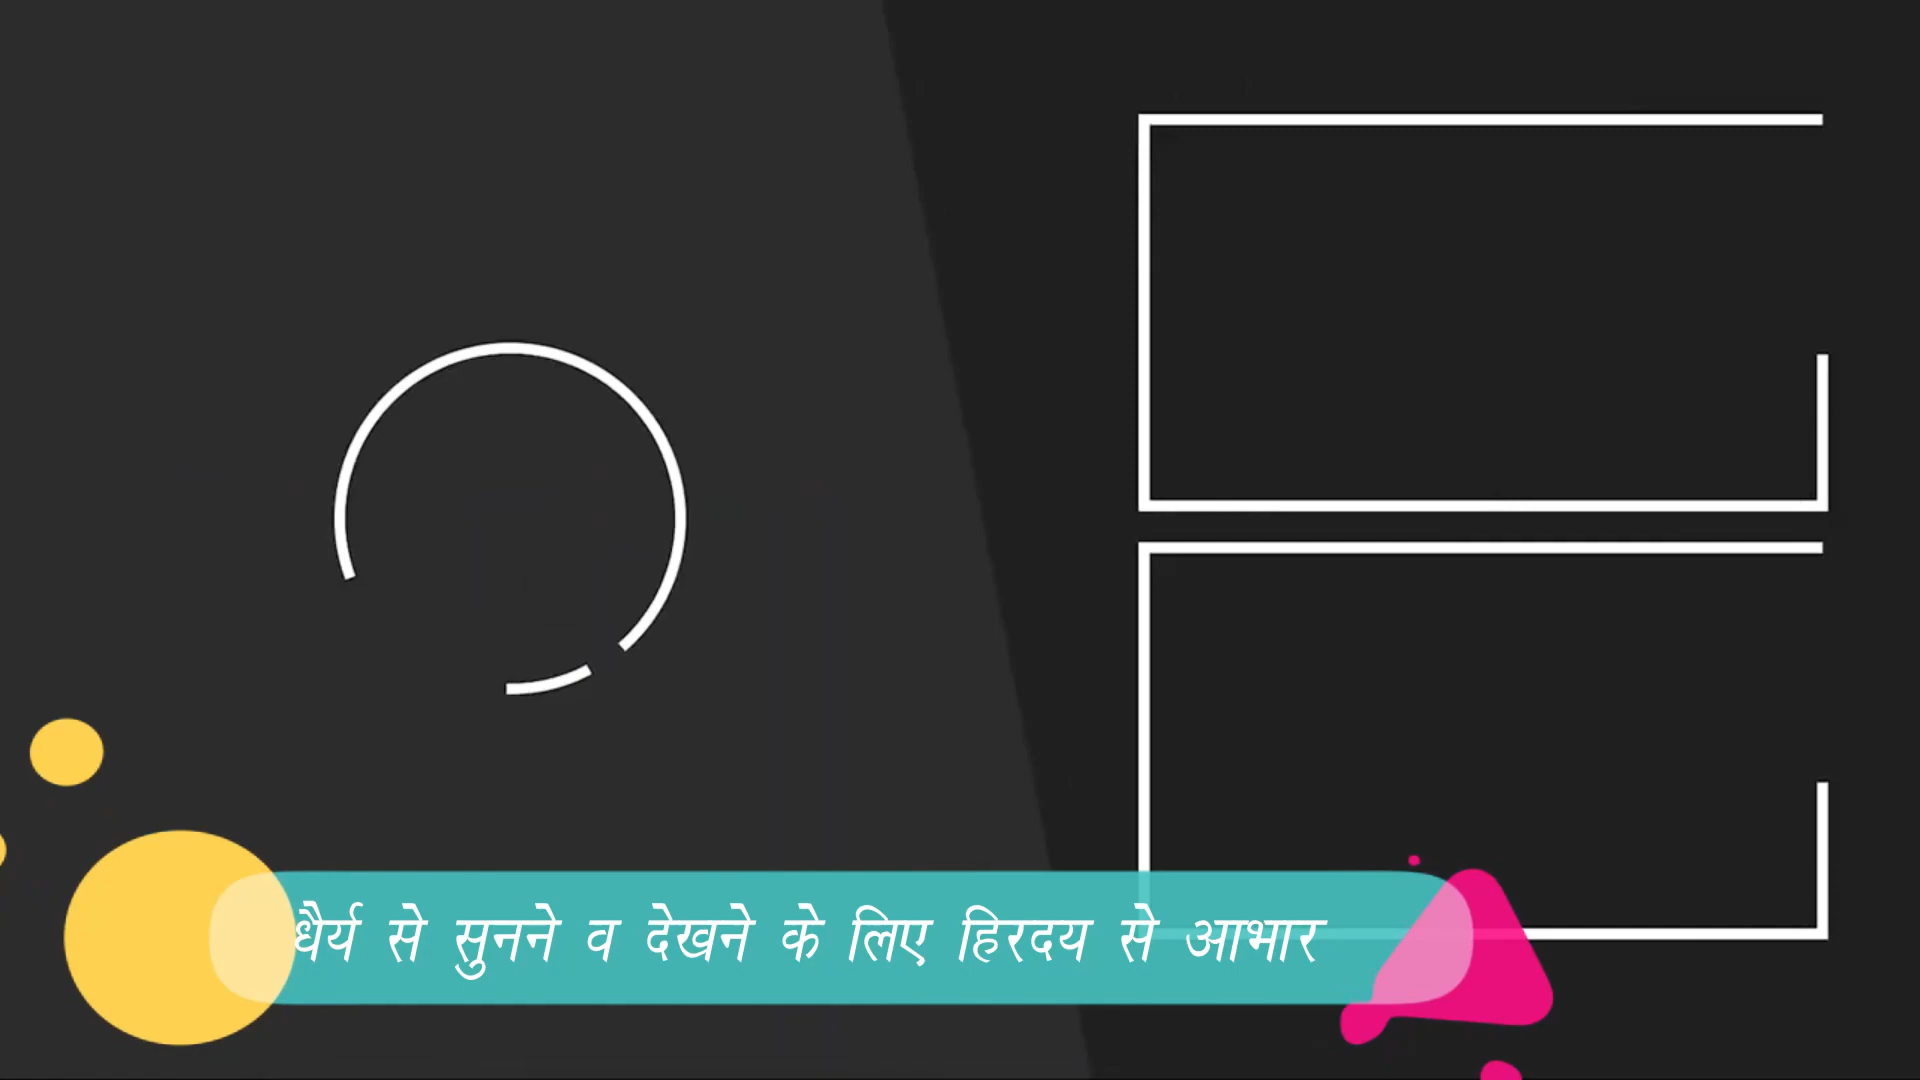 धैर्य से सुनने व देखने के लिए हिरदय से आभार